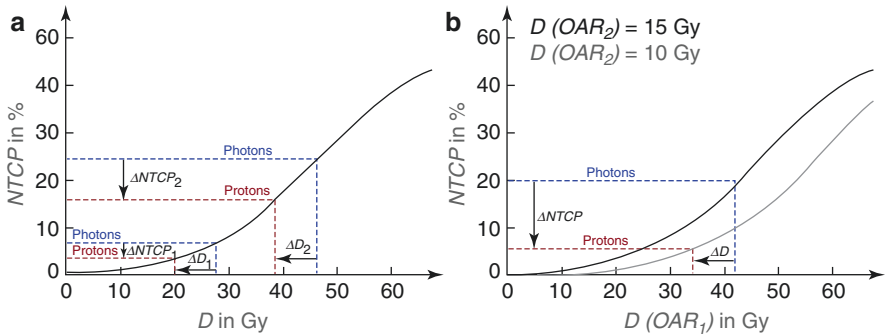 a
NTCP in %
60
40
30
20
10
0
Photons
ΔNTCP2
Protons
Photons
ΔNTCP1
Protons
ΔD1
ΔD2
0 10 20 30 40 50 60
D in Gy
b
D (OAR2) = 15 Gy
D (OAR2) = 10 Gy
NTCP in %
60
40
30
20
10
0
Photons
ΔNTCP
Protons
ΔD
0 10 20 30 40 50 60
D (OAR1) in Gy